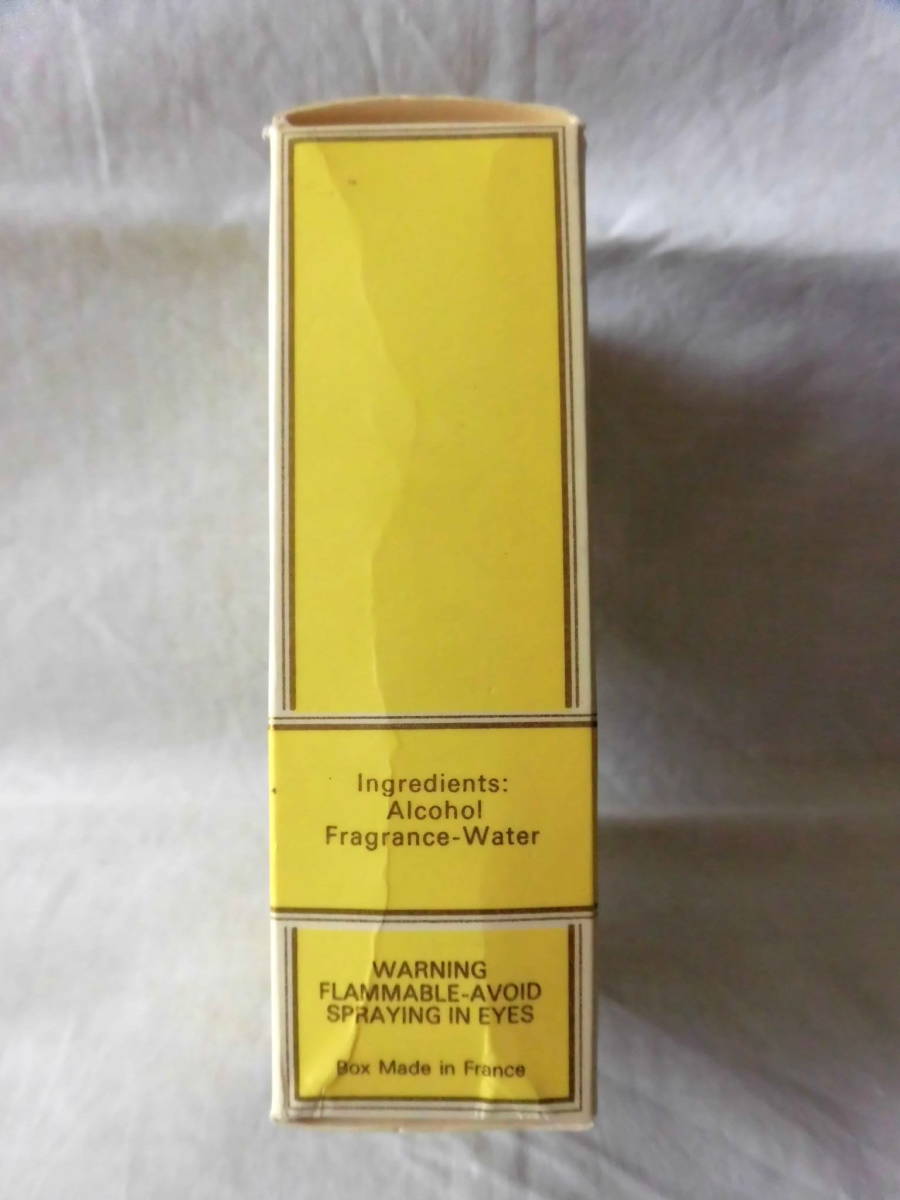 Ingredients:
Alcohol
Fragrance-Water
WARNING
FLAMMABLE-AVOID
SPRAYING IN EYES
Box Made in France